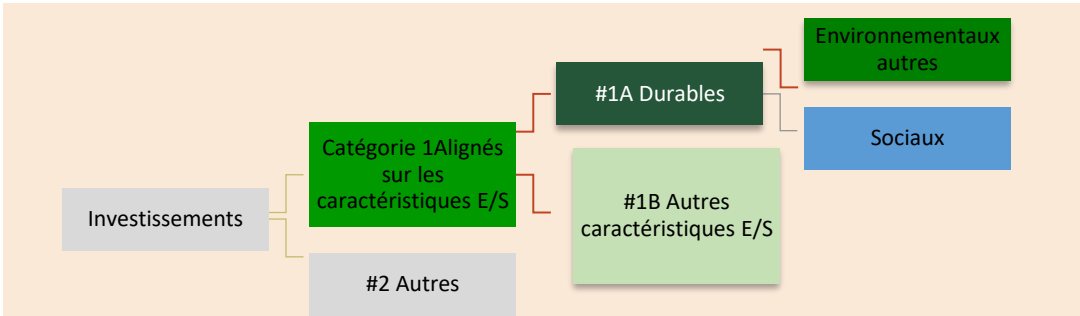 Investissements
Catégorie 1Alignés
sur les
caractéristiques E/S
#2 Autres
#1A Durables
#1B Autres
caractéristiques E/S
Environnementaux
autres
Sociaux